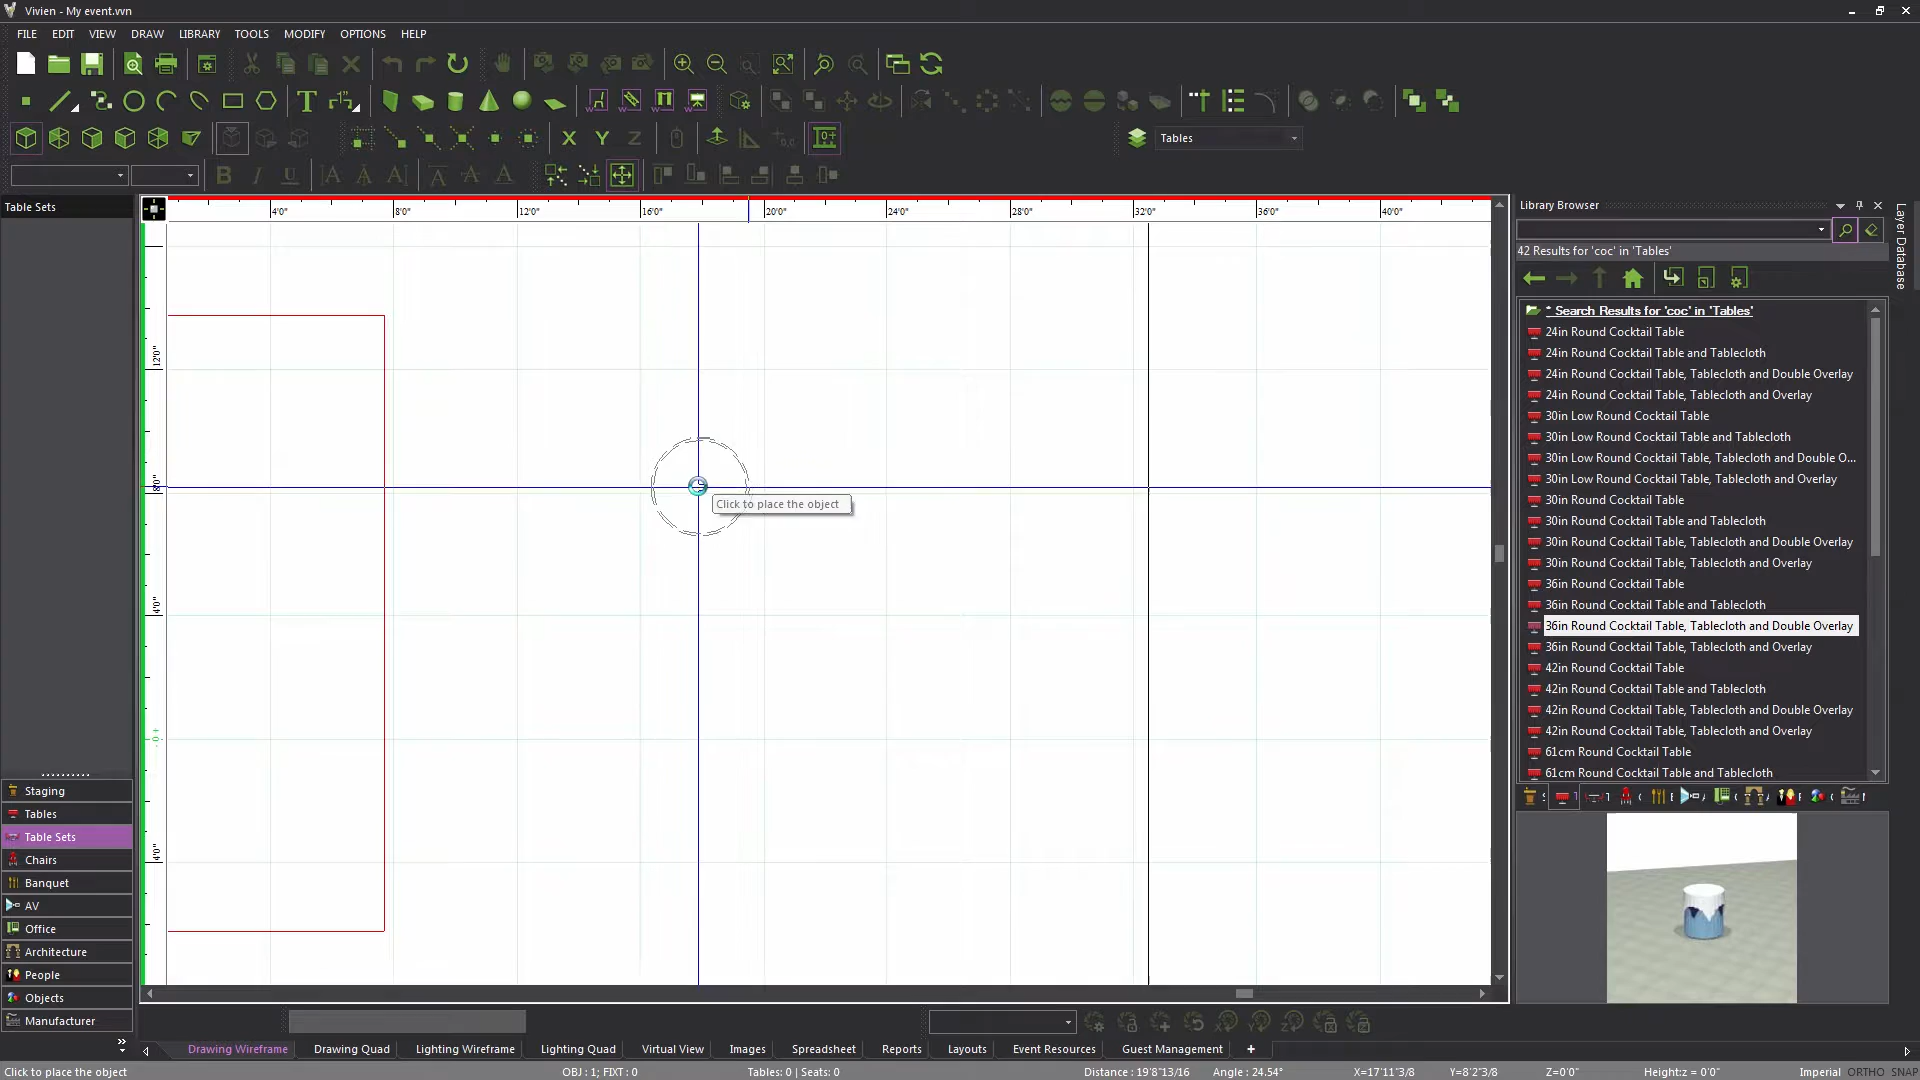 Vivien - My event.vvn
FILE EDIT VIEW DRAW LIBRARY TOOLS MODIFY OPTIONS HELP
Tables
Table Sets
4'0" 8'0" 12'0" 16'0" 20'0" 24'0" 28'0" 32'0" 36'0" 40'0"
12'0"
8'0"
4'0"
4'0"
Click to place the object
Staging
Tables
Table Sets
Chairs
Banquet
AV
Office
Architecture
People
Objects
Manufacturer
Library Browser
42 Results for 'coc' in 'Tables'
* Search Results for 'coc' in 'Tables'
24in Round Cocktail Table
24in Round Cocktail Table and Tablecloth
24in Round Cocktail Table, Tablecloth and Double Overlay
24in Round Cocktail Table, Tablecloth and Overlay
30in Low Round Cocktail Table
30in Low Round Cocktail Table and Tablecloth
30in Low Round Cocktail Table, Tablecloth and Double O...
30in Low Round Cocktail Table, Tablecloth and Overlay
30in Round Cocktail Table
30in Round Cocktail Table and Tablecloth
30in Round Cocktail Table, Tablecloth and Double Overlay
30in Round Cocktail Table, Tablecloth and Overlay
36in Round Cocktail Table
36in Round Cocktail Table and Tablecloth
36in Round Cocktail Table, Tablecloth and Double Overlay
36in Round Cocktail Table, Tablecloth and Overlay
42in Round Cocktail Table
42in Round Cocktail Table and Tablecloth
42in Round Cocktail Table, Tablecloth and Double Overlay
42in Round Cocktail Table, Tablecloth and Overlay
61cm Round Cocktail Table
61cm Round Cocktail Table and Tablecloth
Layer Database
Drawing Wireframe Drawing Quad Lighting Wireframe Lighting Quad Virtual View Images Spreadsheet Reports Layouts Event Resources Guest Management +
Click to place the object OBJ : 1; FIXT : 0 Tables: 0 | Seats: 0 Distance : 19'8"13/16 Angle : 24.54° X=17'11"3/8 Y=8'2"3/8 Z=0'0" Height:z = 0'0" Imperial ORTHO SNAP